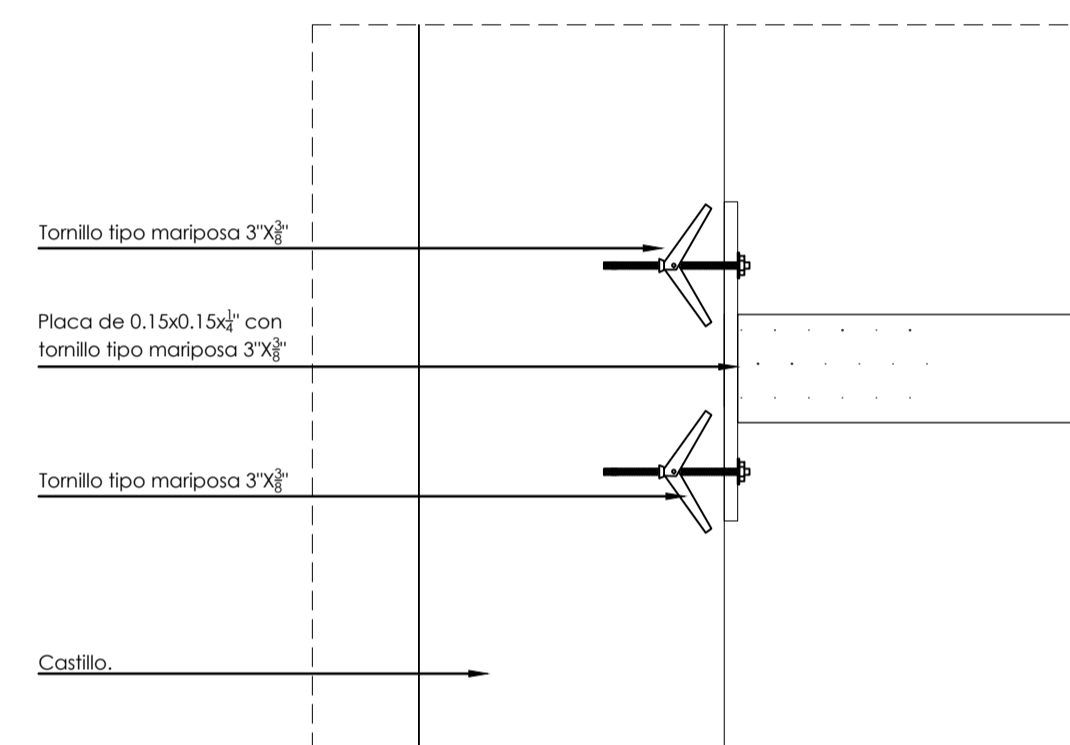 Tornillo tipo mariposa 3"X3/8"
Placa de 0.15x0.15x1/4" con
tornillo tipo mariposa 3"X3/8"
Tornillo tipo mariposa 3"X3/8"
Castillo.